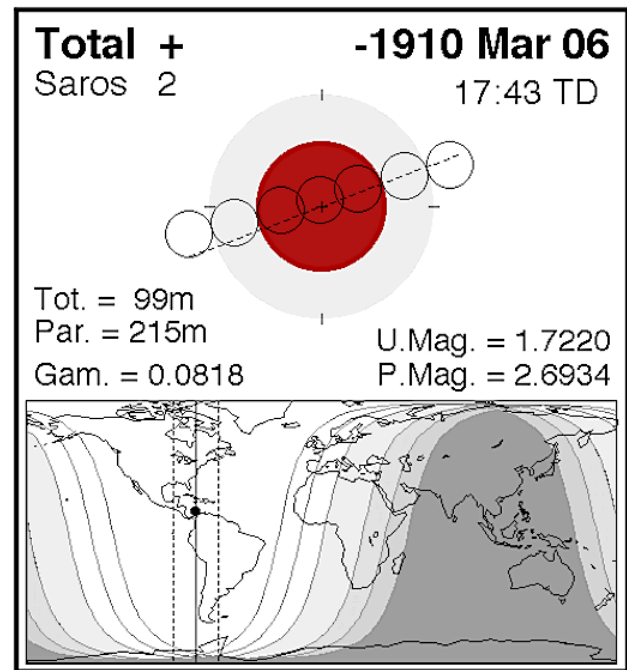 Total + -1910 Mar 06
Saros 2 17:43 TD
Tot. = 99m
Par. = 215m U.Mag. = 1.7220
Gam. = 0.0818 P.Mag. = 2.6934